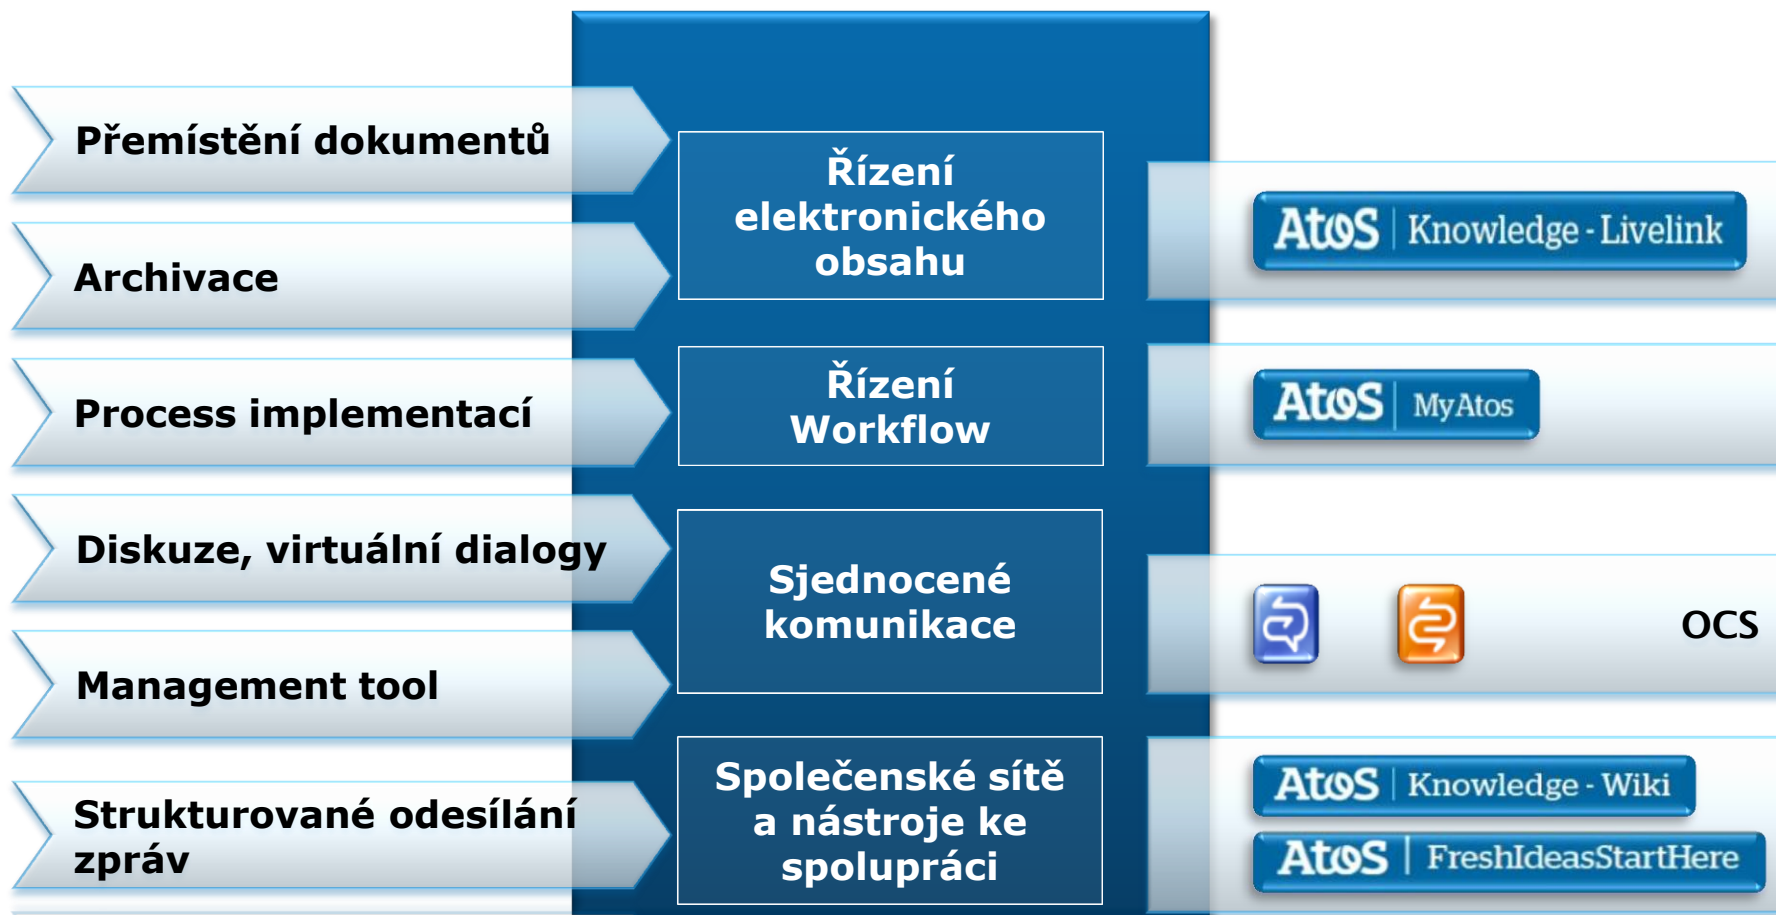 Přemístění dokumentů
Archivace
Process implementací
Diskuze, virtuální dialogy
Management tool
Strukturované odesílání
zpráv
Řízení
elektronického
obsahu
Řízení
Workflow
Sjednocené
komunikace
Společenské sítě
a nástroje ke
spolupráci
Atos | Knowledge - Livelink
Atos | MyAtos
OCS
Atos | Knowledge - Wiki
Atos | FreshIdeasStartHere